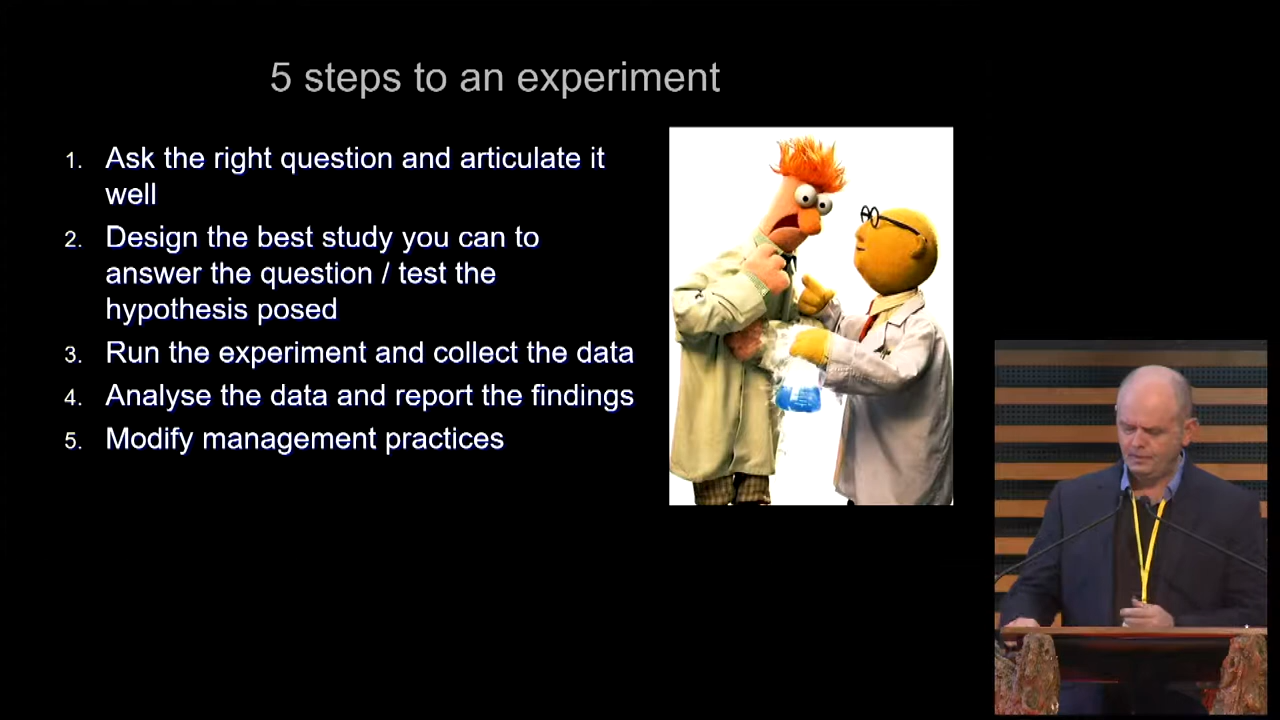 5 steps to an experiment
1. Ask the right question and articulate it
well
2. Design the best study you can to
answer the question / test the
hypothesis posed
3. Run the experiment and collect the data
4. Analyse the data and report the findings
5. Modify management practices